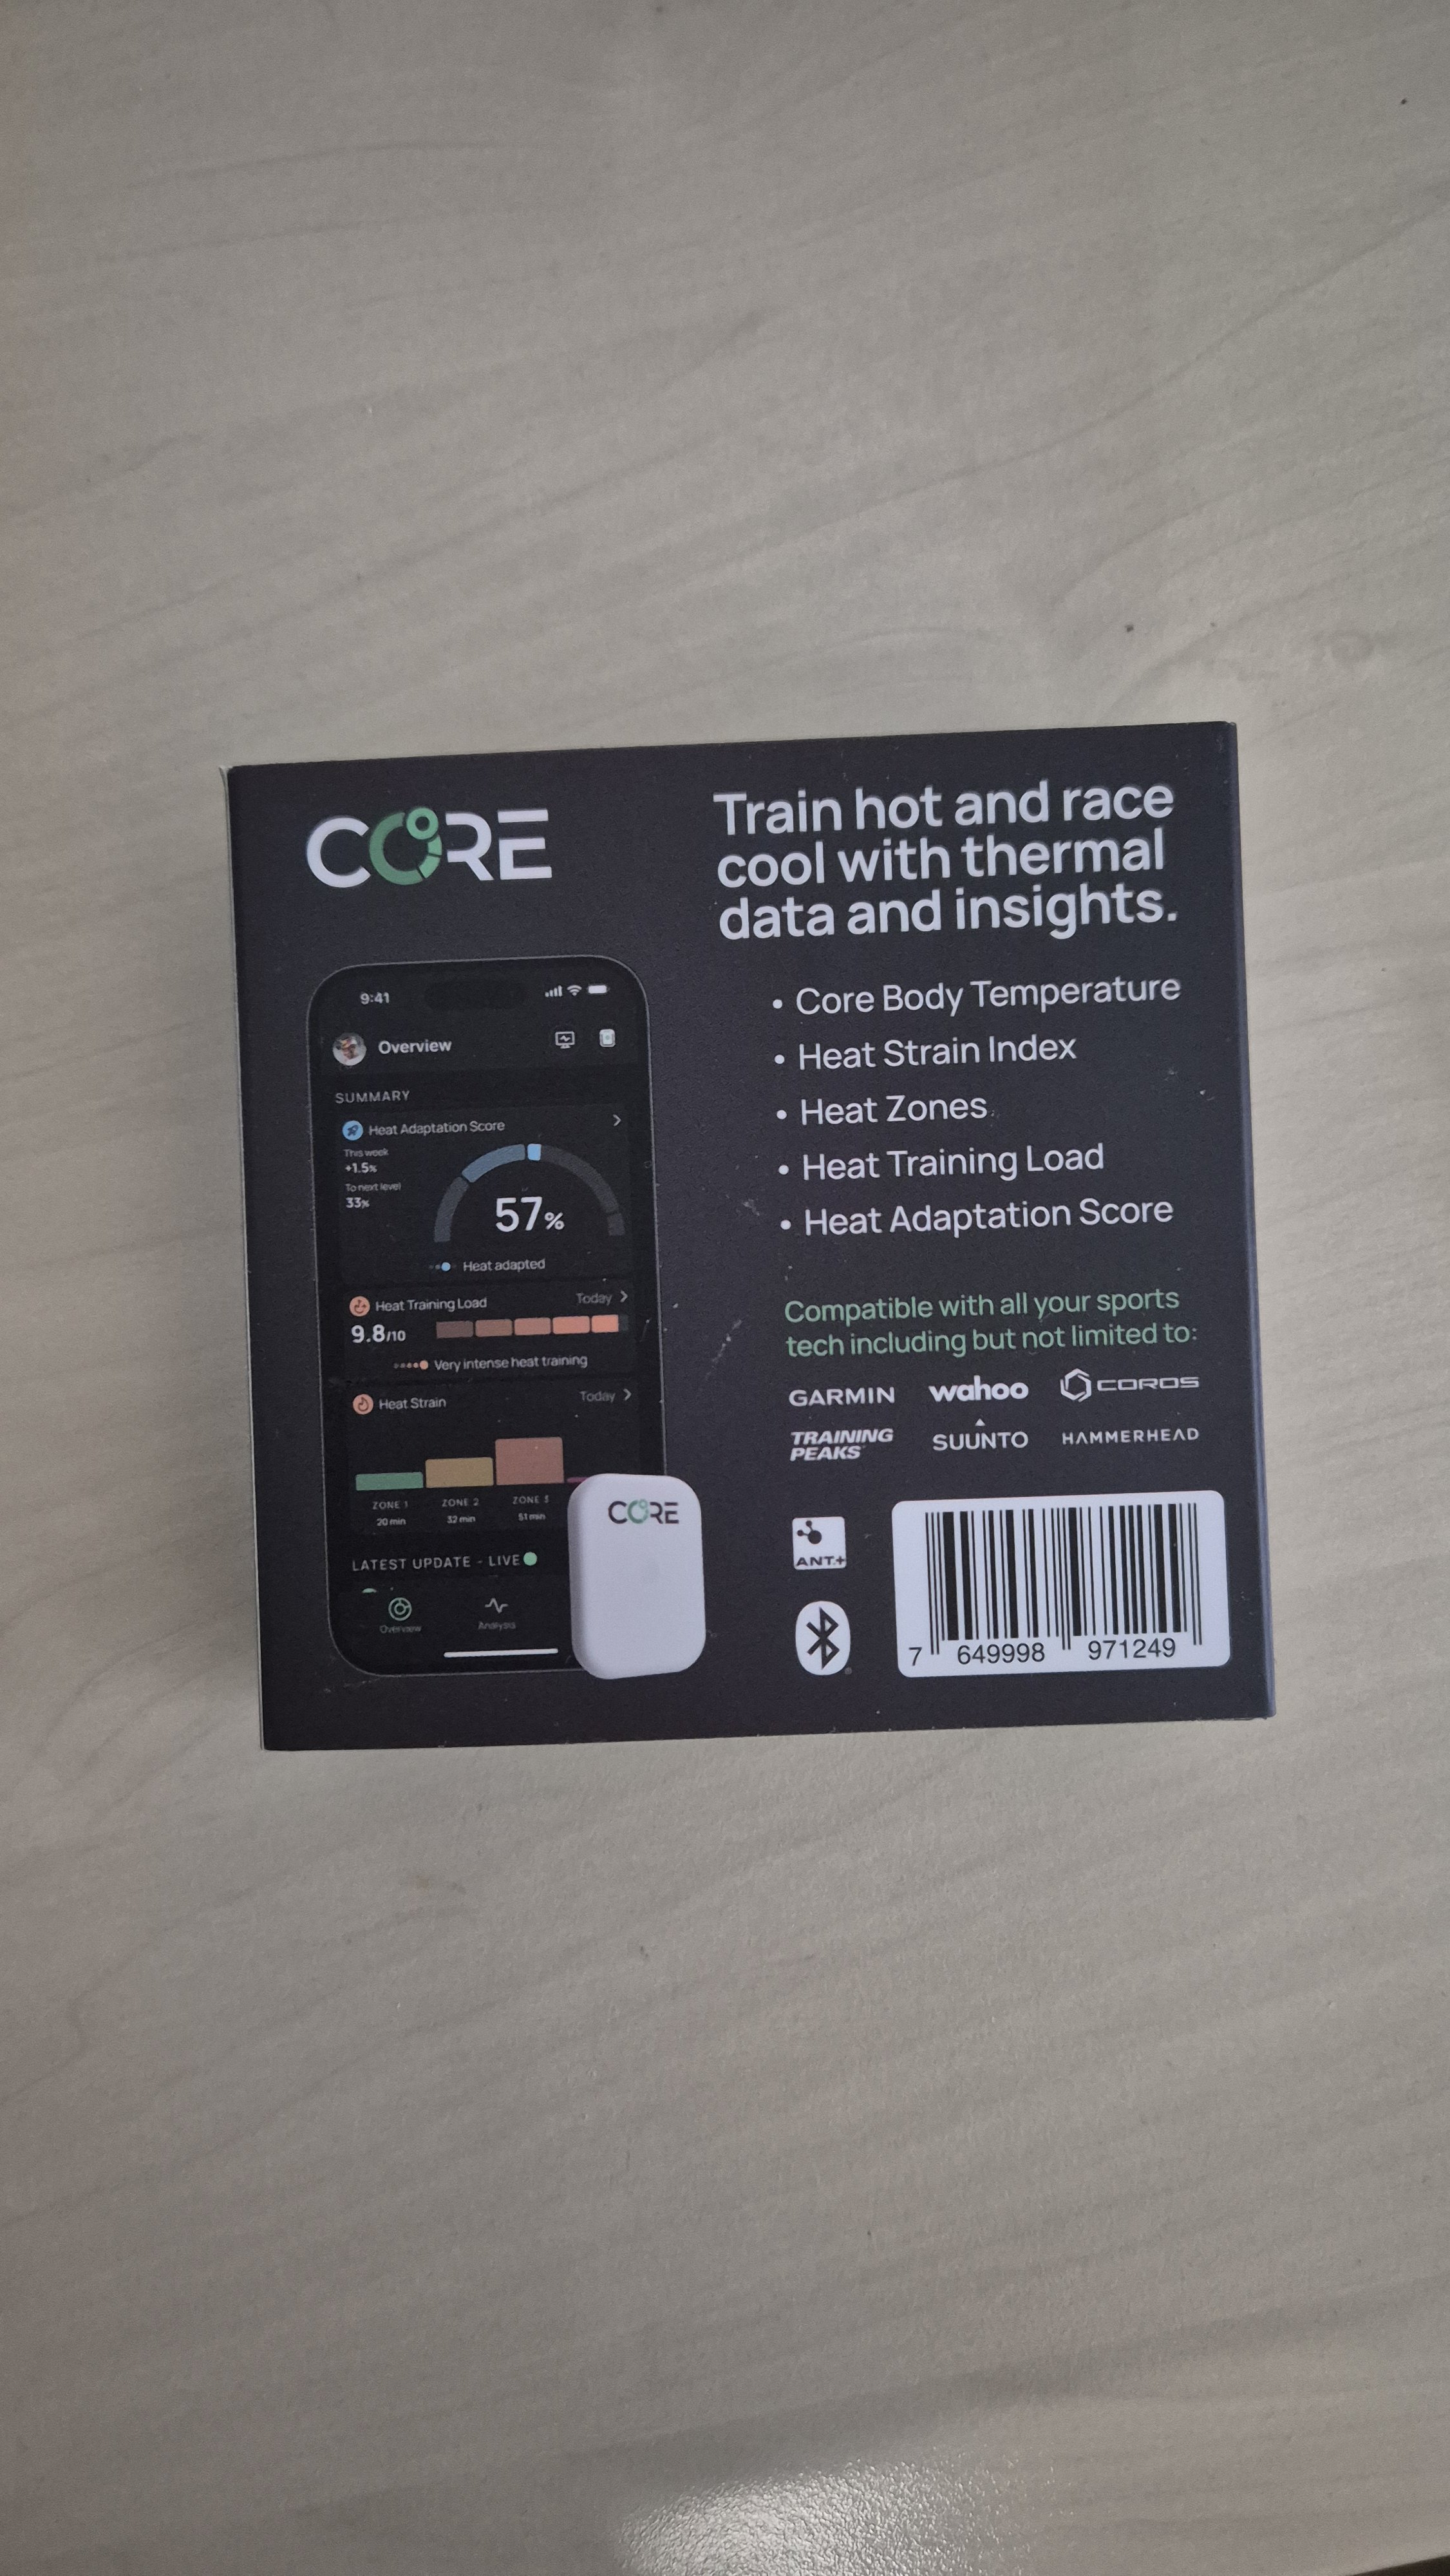 CORE
Train hot and race
cool with thermal
data and insights.
• Core Body Temperature
• Heat Strain Index
• Heat Zones
• Heat Training Load
• Heat Adaptation Score
Compatible with all your sports
tech including but not limited to:
GARMIN wahoo COROS
TRAINING
PEAKS
SUUNTO HAMMERHEAD
ANT+
7 649998 971249
9:41
Overview
SUMMARY
Heat Adaptation Score
This week
+1.5%
To next level
33%
57%
Heat adapted
Heat Training Load Today
9.8/10
Very intense heat training
Heat Strain Today
ZONE 1 ZONE 2 ZONE 3
20 min 32 min 51 min
LATEST UPDATE - LIVE
Overview Analysis
CORE